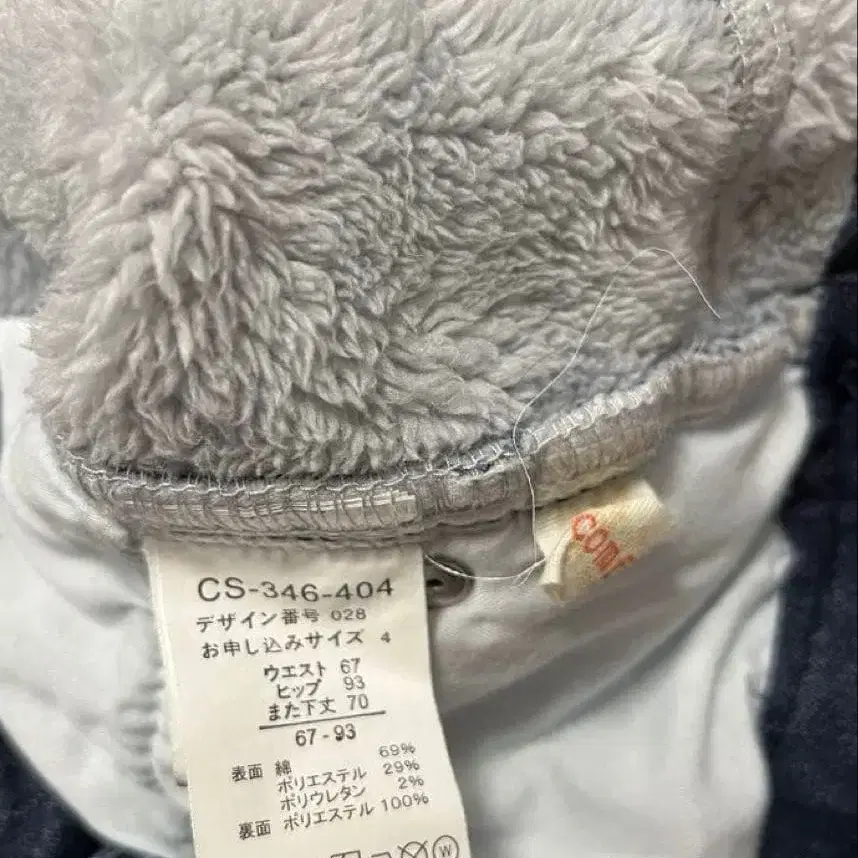 CS-346-404
デザイン番号 028
お申し込みサイズ 4
ウエスト 67
ヒップ 93
また下丈 70
67-93
表面 綿 69%
ポリエステル 29%
ポリウレタン 2%
裏面 ポリエステル 100%
W